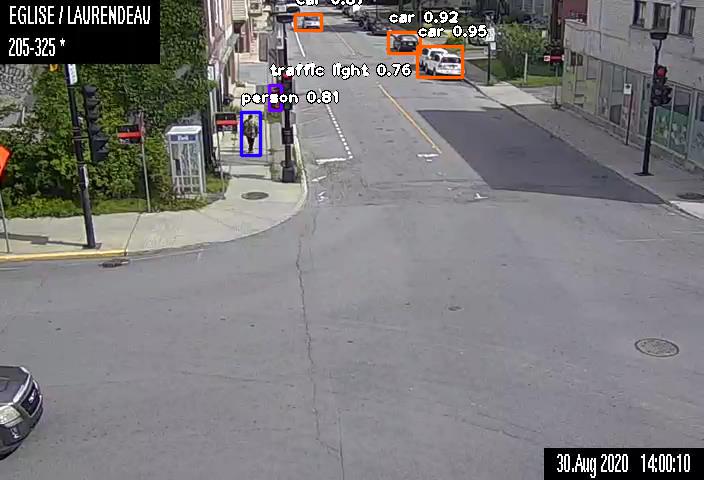 EGLISE / LAURENDEAU
205-325 *
car 0.92
car 0.95
traffic light 0.76
person 0.81
Bell
30.Aug 2020 14:00:10